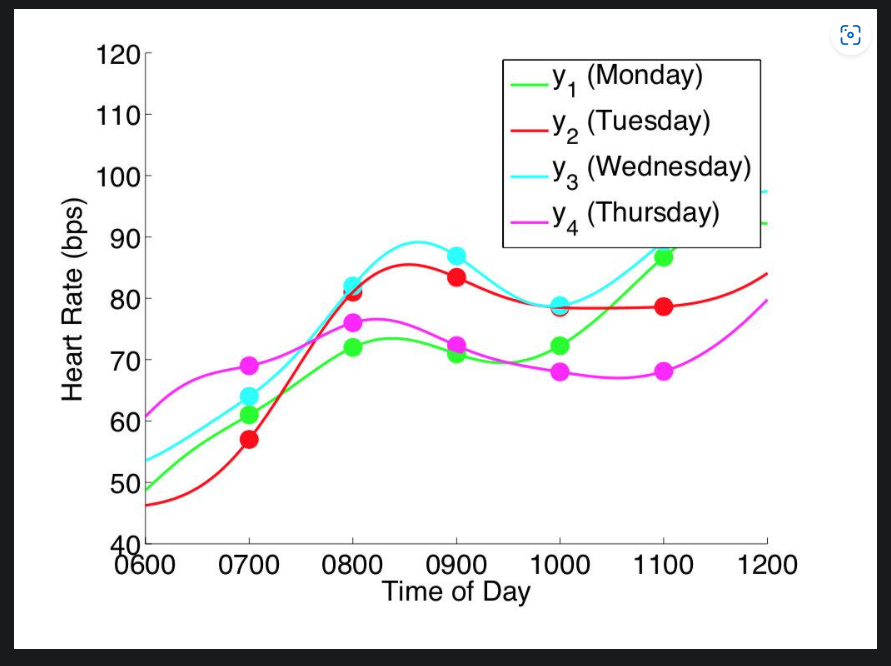 120
110
100
90
80
70
60
50
40
Heart Rate (bps)
y1 (Monday)
y2 (Tuesday)
y3 (Wednesday)
y4 (Thursday)
0600 0700 0800 0900 1000 1100 1200
Time of Day